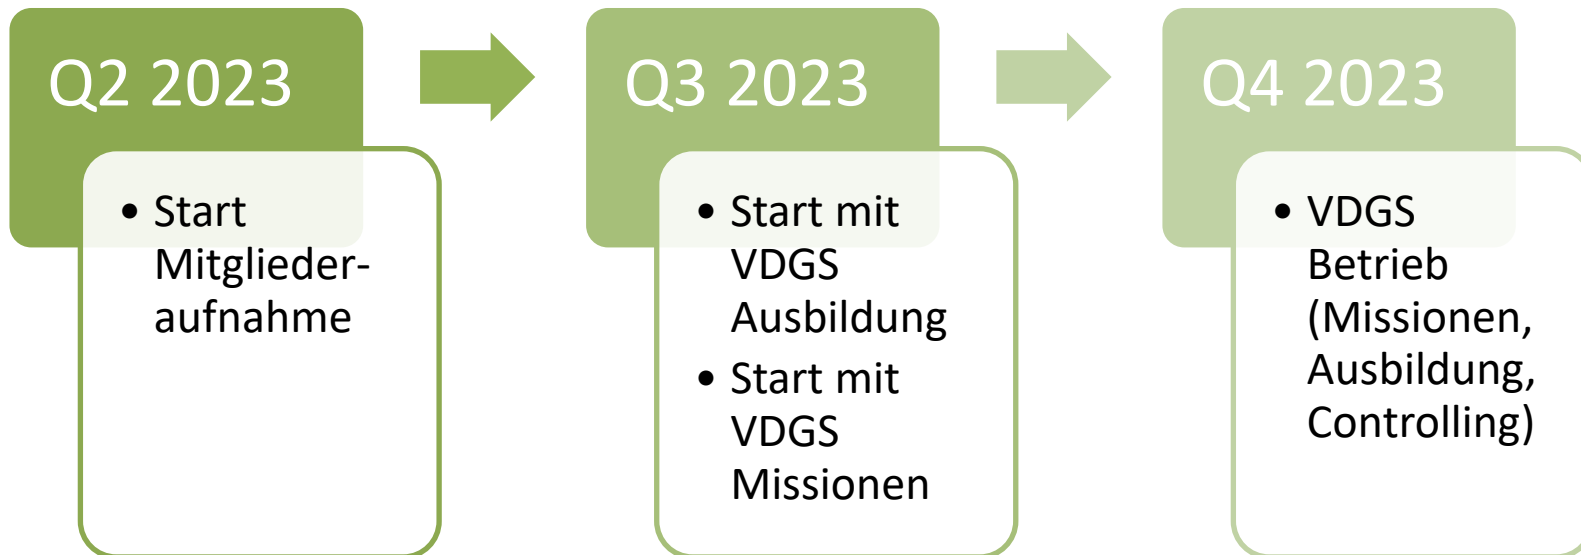 Q2 2023
• Start
Mitglieder-
aufnahme
Q3 2023
• Start mit
VDGS
Ausbildung
• Start mit
VDGS
Missionen
Q4 2023
• VDGS
Betrieb
(Missionen,
Ausbildung,
Controlling)